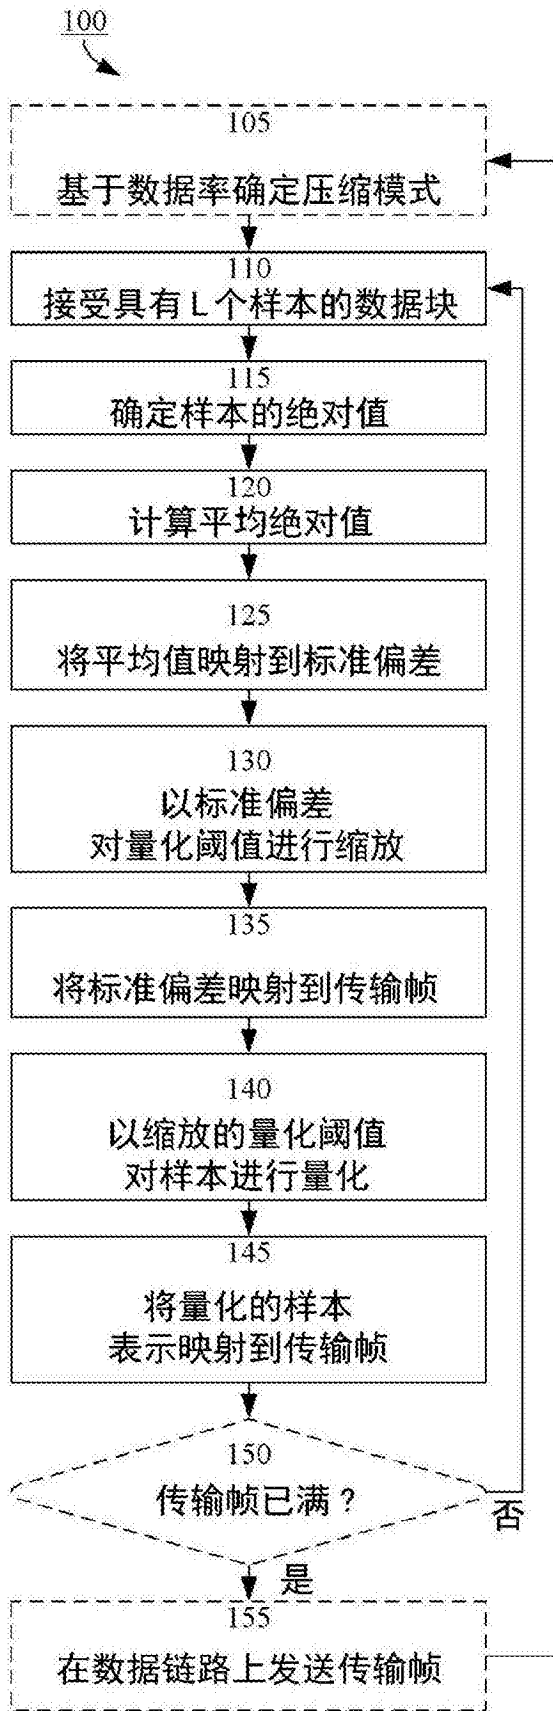 100
105
基于数据率确定压缩模式
110
接受具有L个样本的数据块
115
确定样本的绝对值
120
计算平均绝对值
125
将平均值映射到标准偏差
130
以标准偏差
对量化阈值进行缩放
135
将标准偏差映射到传输帧
140
以缩放的量化阈值
对样本进行量化
145
将量化的样本
表示映射到传输帧
150
传输帧已满?
否
是
155
在数据链路上发送传输帧